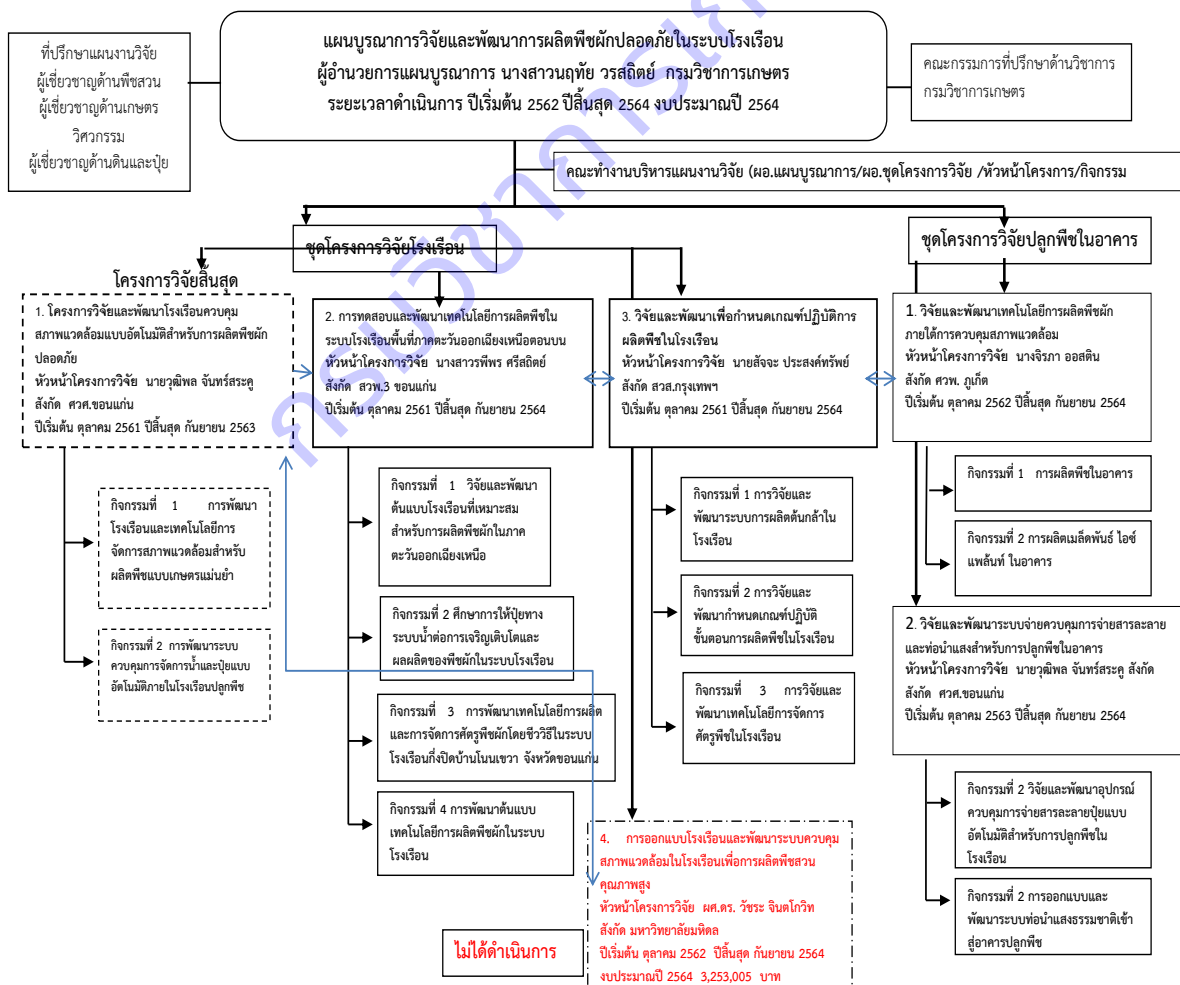 แผนบูรณาการวิจัยและพัฒนาการผลิตพืชผักปลอดภัยในระบบโรงเรือน
ผู้อำนวยการแผนบูรณาการ นางสาวนฤทัย วรสถิตย์ กรมวิชาการเกษตร
ระยะเวลาดำเนินการ ปีเริ่มต้น 2562 ปีสิ้นสุด 2564 งบประมาณปี 2564
ที่ปรึกษาแผนงานวิจัย
ผู้เชี่ยวชาญด้านพืชสวน
ผู้เชี่ยวชาญด้านเกษตร
วิศวกรรม
ผู้เชี่ยวชาญด้านดินและปุ๋ย
คณะกรรมการที่ปรึกษาด้านวิชาการ
กรมวิชาการเกษตร
คณะทำงานบริหารแผนงานวิจัย (ผอ.แผนบูรณาการ/ผอ.ชุดโครงการวิจัย /หัวหน้าโครงการ/กิจกรรม
ชุดโครงการวิจัยโรงเรือน
ชุดโครงการวิจัยปลูกพืชในอาคาร
โครงการวิจัยสิ้นสุด
1. โครงการวิจัยและพัฒนาโรงเรือนควบคุม
สภาพแวดล้อมแบบอัตโนมัติสำหรับการผลิตพืชผัก
ปลอดภัย
หัวหน้าโครงการวิจัย นายวุฒิพล จันทร์สระคู
สังกัด ศวศ.ขอนแก่น
ปีเริ่มต้น ตุลาคม 2561 ปีสิ้นสุด กันยายน 2563
กิจกรรมที่ 1 การพัฒนา
โรงเรือนและเทคโนโลยีการ
จัดการสภาพแวดล้อมสำหรับ
ผลิตพืชแบบเกษตรแม่นยำ
กิจกรรมที่ 2 การพัฒนาระบบ
ควบคุมการจัดการน้ำและปุ๋ยแบบ
อัตโนมัติภายในโรงเรือนปลูกพืช
2. การทดสอบและพัฒนาเทคโนโลยีการผลิตพืชใน
ระบบโรงเรือนพื้นที่ภาคตะวันออกเฉียงเหนือตอนบน
หัวหน้าโครงการวิจัย นางสาวรพีพร ศรีสถิตย์
สังกัด สวพ.3 ขอนแก่น
ปีเริ่มต้น ตุลาคม 2561 ปีสิ้นสุด กันยายน 2564
กิจกรรมที่ 1 วิจัยและพัฒนา
ต้นแบบโรงเรือนที่เหมาะสม
สำหรับการผลิตพืชผักในภาค
ตะวันออกเฉียงเหนือ
กิจกรรมที่ 2 ศึกษาการให้ปุ๋ยทาง
ระบบน้ำต่อการเจริญเติบโตและ
ผลผลิตของพืชผักในระบบโรงเรือน
กิจกรรมที่ 3 การพัฒนาเทคโนโลยีการผลิต
และการจัดการศัตรูพืชผักโดยชีววิธีในระบบ
โรงเรือนกึ่งปิดบ้านโนนเขวา จังหวัดขอนแก่น
กิจกรรมที่ 4 การพัฒนาต้นแบบ
เทคโนโลยีการผลิตพืชผักในระบบ
โรงเรือน
3. วิจัยและพัฒนาเพื่อกำหนดเกณฑ์ปฏิบัติการ
ผลิตพืชในโรงเรือน
หัวหน้าโครงการวิจัย นายสัจจะ ประสงค์ทรัพย์
สังกัด สวส.กรุงเทพฯ
ปีเริ่มต้น ตุลาคม 2561 ปีสิ้นสุด กันยายน 2564
กิจกรรมที่ 1 การวิจัยและ
พัฒนาระบบการผลิตต้นกล้าใน
โรงเรือน
กิจกรรมที่ 2 การวิจัยและ
พัฒนากำหนดเกณฑ์ปฏิบัติ
ขั้นตอนการผลิตพืชในโรงเรือน
กิจกรรมที่ 3 การวิจัยและ
พัฒนาเทคโนโลยีการจัดการ
ศัตรูพืชในโรงเรือน
4. การออกแบบโรงเรือนและพัฒนาระบบควบคุม
สภาพแวดล้อมในโรงเรือนเพื่อการผลิตพืชสวน
คุณภาพสูง
หัวหน้าโครงการวิจัย ผศ.ดร. วัชระ จินตโกวิท
สังกัด มหาวิทยาลัยมหิดล
ปีเริ่มต้น ตุลาคม 2562 ปีสิ้นสุด กันยายน 2564
งบประมาณปี 2564 3,253,005 บาท
ไม่ได้ดำเนินการ
1. วิจัยและพัฒนาเทคโนโลยีการผลิตพืชผัก
ภายใต้การควบคุมสภาพแวดล้อม
หัวหน้าโครงการวิจัย นางจิรภา ออสติน
สังกัด ศวพ. ภูเก็ต
ปีเริ่มต้น ตุลาคม 2562 ปีสิ้นสุด กันยายน 2564
กิจกรรมที่ 1 การผลิตพืชในอาคาร
กิจกรรมที่ 2 การผลิตเมล็ดพันธุ์ ไอซ์
แพล้นท์ ในอาคาร
2. วิจัยและพัฒนาระบบจ่ายควบคุมการจ่ายสารละลาย
และท่อนำแสงสำหรับการปลูกพืชในอาคาร
หัวหน้าโครงการวิจัย นายวุฒิพล จันทร์สระคู สังกัด
สังกัด ศวศ.ขอนแก่น
ปีเริ่มต้น ตุลาคม 2563 ปีสิ้นสุด กันยายน 2564
กิจกรรมที่ 2 วิจัยและพัฒนาอุปกรณ์
ควบคุมการจ่ายสารละลายปุ๋ยแบบ
อัตโนมัติสำหรับการปลูกพืชใน
โรงเรือน
กิจกรรมที่ 2 การออกแบบและ
พัฒนาระบบท่อนำแสงธรรมชาติเข้า
สู่อาคารปลูกพืช
กรมวิชาการเก